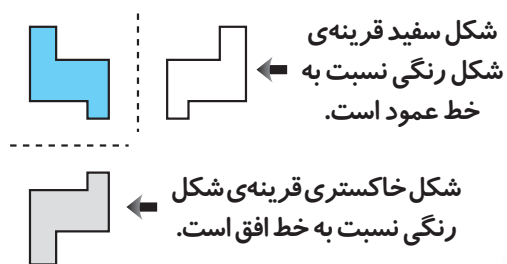 شکل سفید قرینه‌ی
شکل رنگی نسبت به
خط عمود است.
شکل خاکستری قرینه‌ی شکل
رنگی نسبت به خط افق است.